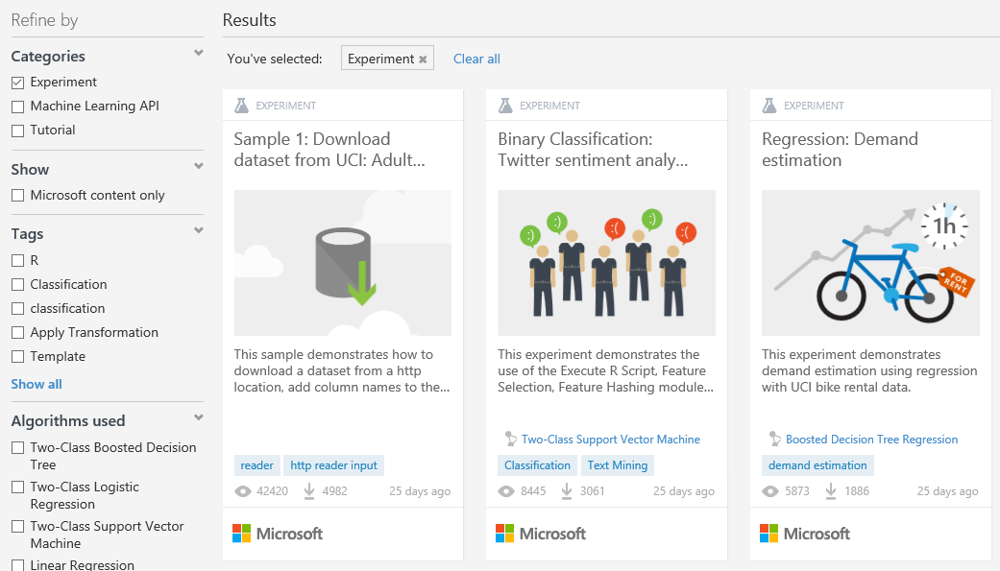 Refine by
Categories
Experiment
Machine Learning API
Tutorial
Show
Microsoft content only
Tags
R
Classification
classification
Apply Transformation
Template
Show all
Algorithms used
Two-Class Boosted Decision
Tree
Two-Class Logistic
Regression
Two-Class Support Vector
Machine
Linear Regression
Results
You've selected: Experiment × Clear all
EXPERIMENT
Sample 1: Download
dataset from UCI: Adult...
This sample demonstrates how to
download a dataset from a http
location, add column names to the...
reader http reader input
42420 4982 25 days ago
Microsoft
EXPERIMENT
Binary Classification:
Twitter sentiment analy...
:) :) :( :) :(
This experiment demonstrates the
use of the Execute R Script, Feature
Selection, Feature Hashing module...
Two-Class Support Vector Machine
Classification Text Mining
8445 3061 25 days ago
Microsoft
EXPERIMENT
Regression: Demand
estimation
1h
FOR
RENT
This experiment demonstrates
demand estimation using regression
with UCI bike rental data.
Boosted Decision Tree Regression
demand estimation
5873 1886 25 days ago
Microsoft